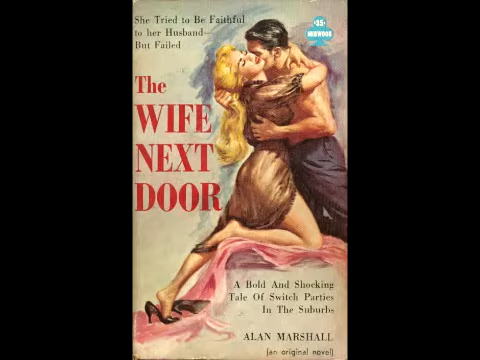 She Tried to Be Faithful
to her Husband—
But Failed
35
MIDWOOD
The
WIFE
NEXT
DOOR
A Bold And Shocking
Tale Of Switch Parties
In The Suburbs
ALAN MARSHALL
(an original novel)